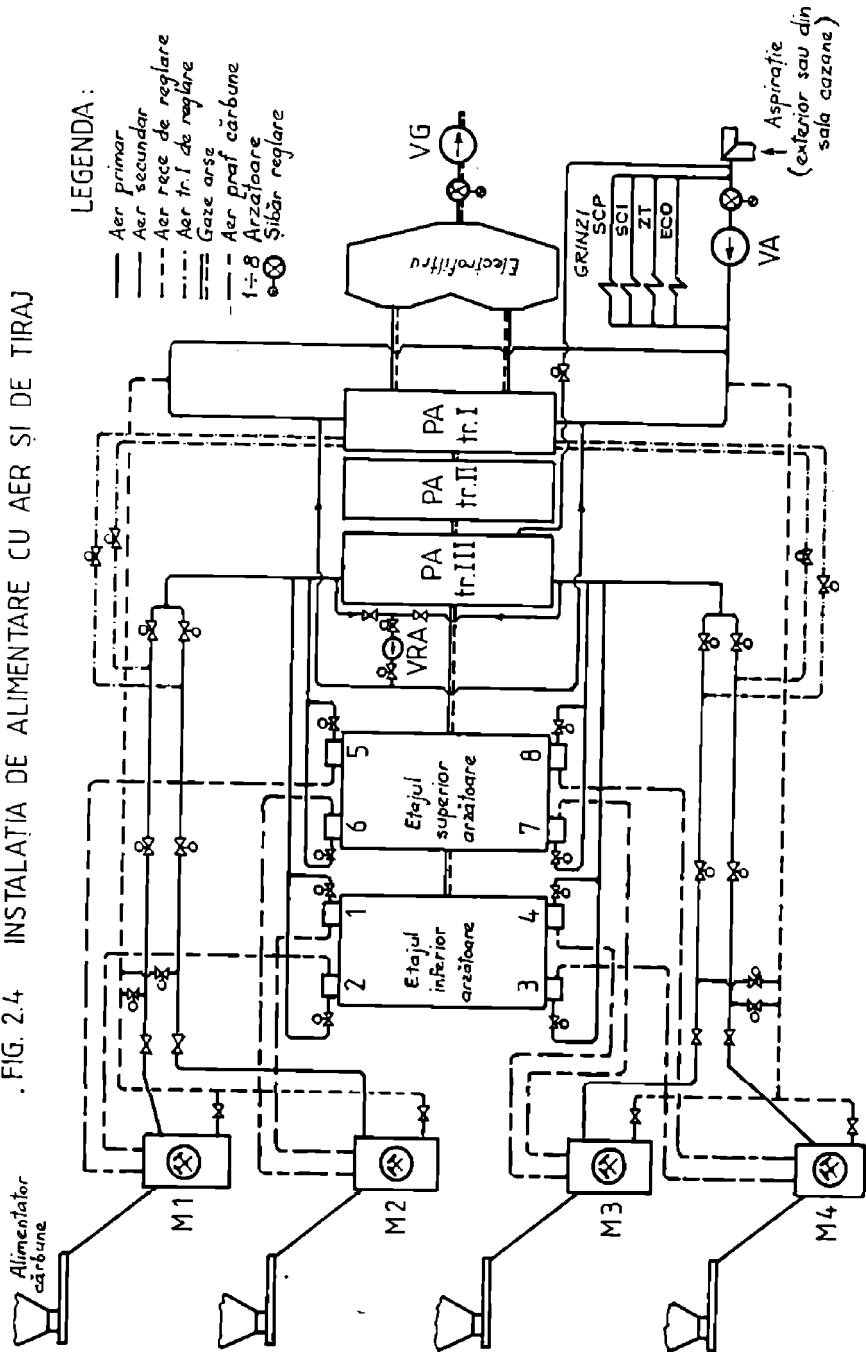 . FIG. 2.4 INSTALAȚIA DE ALIMENTARE CU AER ȘI DE TIRAJ
LEGENDA:
Aer primar
Aer secundar
Aer rece de reglare
Aer tr.I de reglare
Gaze arse
Aer praf cărbune
1÷8 Arzătoare
Șibăr reglare
Alimentator
cărbune
M1
M2
M3
M4
2
1
3
4
Etajul
inferior
arzătoare
6
5
7
8
Etajul
superior
arzătoare
VRA
PA
tr.III
PA
tr.II
PA
tr.I
Electrofiltru
VG
GRINZI
SCP
SCI
ZT
ECO
VA
Aspirație
(exterior sau din
sala cazane)